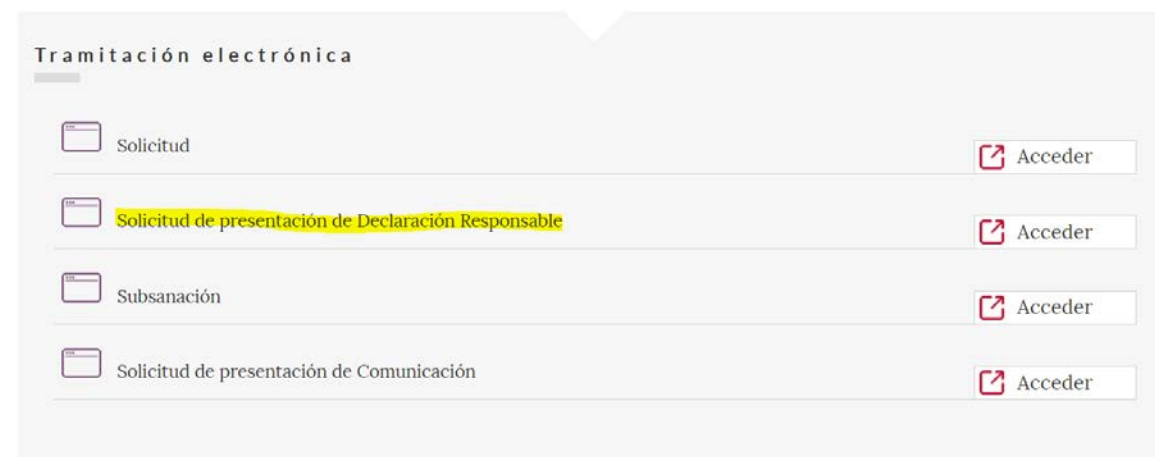 Tramitación electrónica
Solicitud
Acceder
Solicitud de presentación de Declaración Responsable
Acceder
Subsanación
Acceder
Solicitud de presentación de Comunicación
Acceder